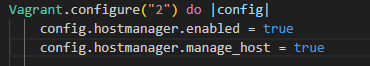 Vagrant.configure("2") do |config|
    config.hostmanager.enabled = true
    config.hostmanager.manage_host = true